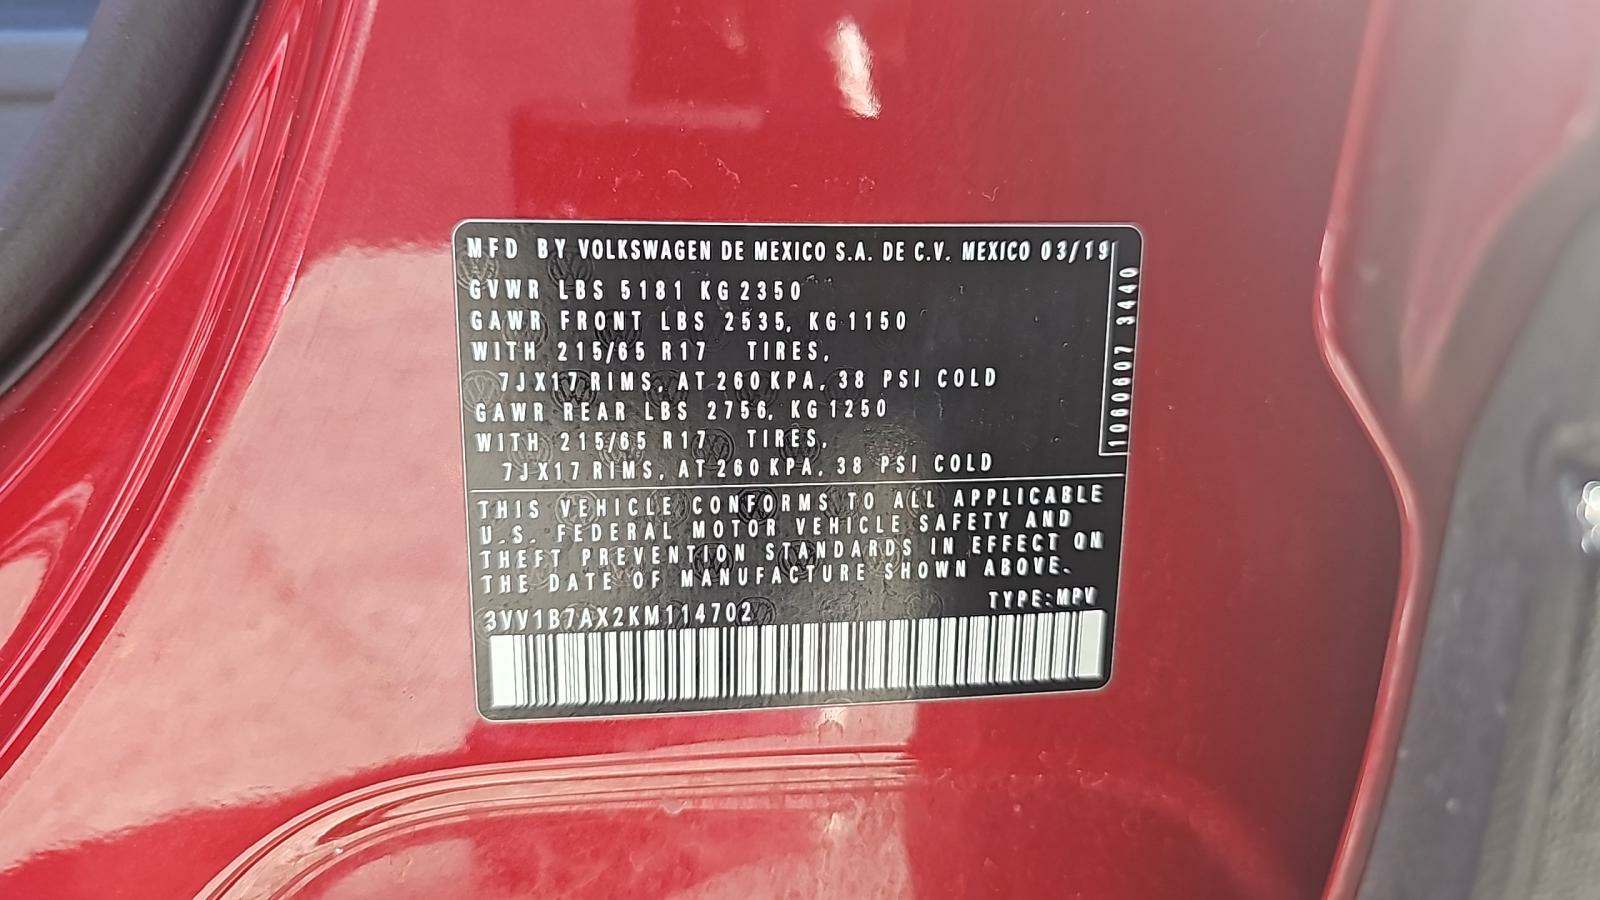 MFD BY VOLKSWAGEN DE MEXICO S.A. DE C.V. MEXICO 03/19
GVWR LBS 5181 KG 2350
GAWR FRONT LBS 2535, KG 1150
WITH 215/65 R17 TIRES,
7JX17 RIMS, AT 260 KPA, 38 PSI COLD
GAWR REAR LBS 2756, KG 1250
WITH 215/65 R17 TIRES,
7JX17 RIMS, AT 260 KPA, 38 PSI COLD
1060607 3440
THIS VEHICLE CONFORMS TO ALL APPLICABLE
U.S. FEDERAL MOTOR VEHICLE SAFETY AND
THEFT PREVENTION STANDARDS IN EFFECT ON
THE DATE OF MANUFACTURE SHOWN ABOVE.
TYPE:MPV
3VV1B7AX2KM114702